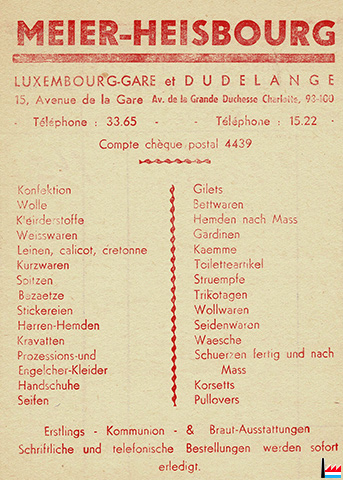 MEIER-HEISBOURG
LUXEMBOURG-GARE et DUDELANGE
15, Avenue de la Gare Av. de la Grande Duchesse Charlotte, 93-100
· Téléphone : 33.65 · · Téléphone : 15.22 ·
Compte chèque postal 4439
Konfektion
Wolle
Kleiderstoffe
Weisswaren
Leinen, calicot, cretonne
Kurzwaren
Spitzen
Besaetze
Stickereien
Herren-Hemden
Kravatten
Prozessions-und
Engelcher-Kleider
Handschuhe
Seifen
Gilets
Bettwaren
Hemden nach Mass
Gardinen
Kaemme
Toiletteartikel
Struempfe
Trikotagen
Wollwaren
Seidenwaren
Waesche
Schuerzen fertig und nach
Mass
Korsetts
Pullovers
Erstlings - Kommunion - & Braut-Ausstattungen
Schriftliche und telefonische Bestellungen werden sofort
erledigt.